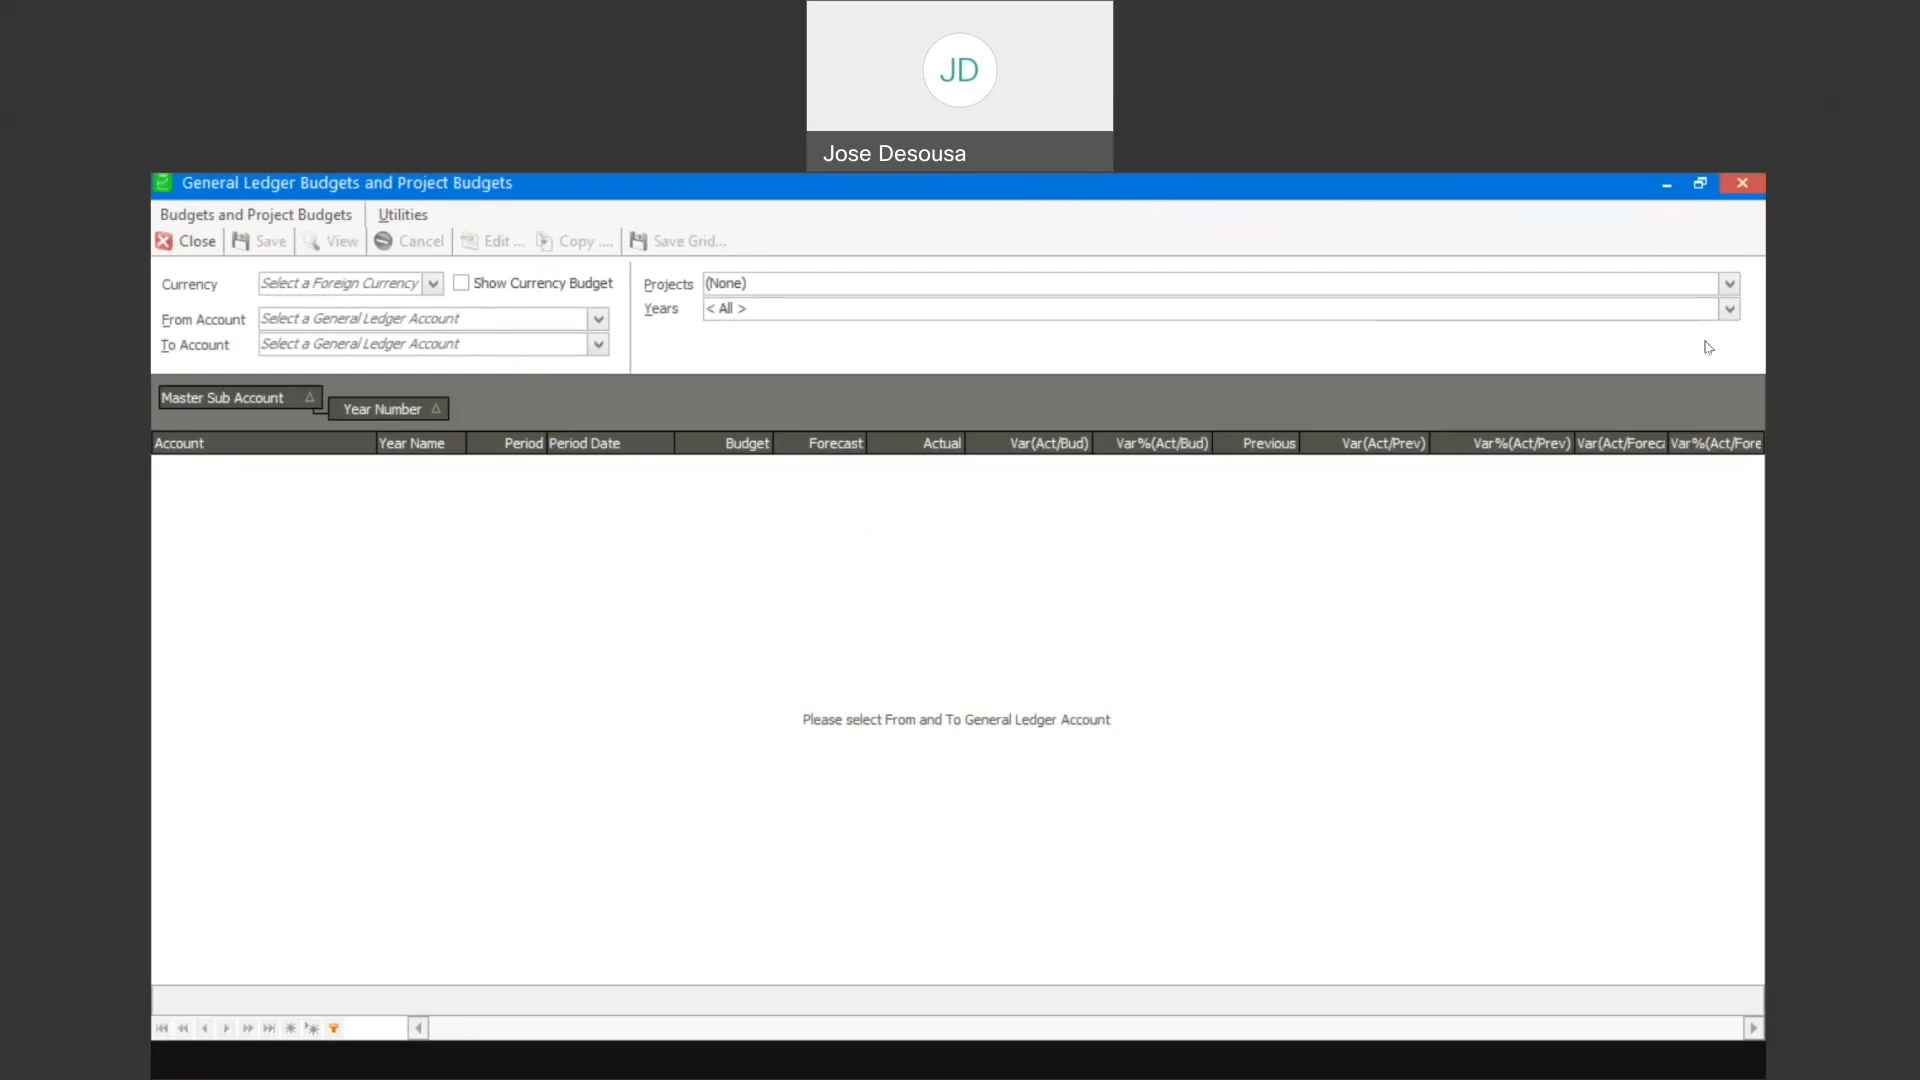 JD
Jose Desousa
General Ledger Budgets and Project Budgets
Budgets and Project Budgets Utilities
Close Save View Cancel Edit ... Copy .... Save Grid...
Currency Select a Foreign Currency Show Currency Budget Projects (None)
Years < All >
From Account Select a General Ledger Account
To Account Select a General Ledger Account
Master Sub Account
Year Number
Account Year Name Period Period Date Budget Forecast Actual Var(Act/Bud) Var%(Act/Bud) Previous Var(Act/Prev) Var%(Act/Prev) Var(Act/Foreca Var%(Act/Fore
Please select From and To General Ledger Account